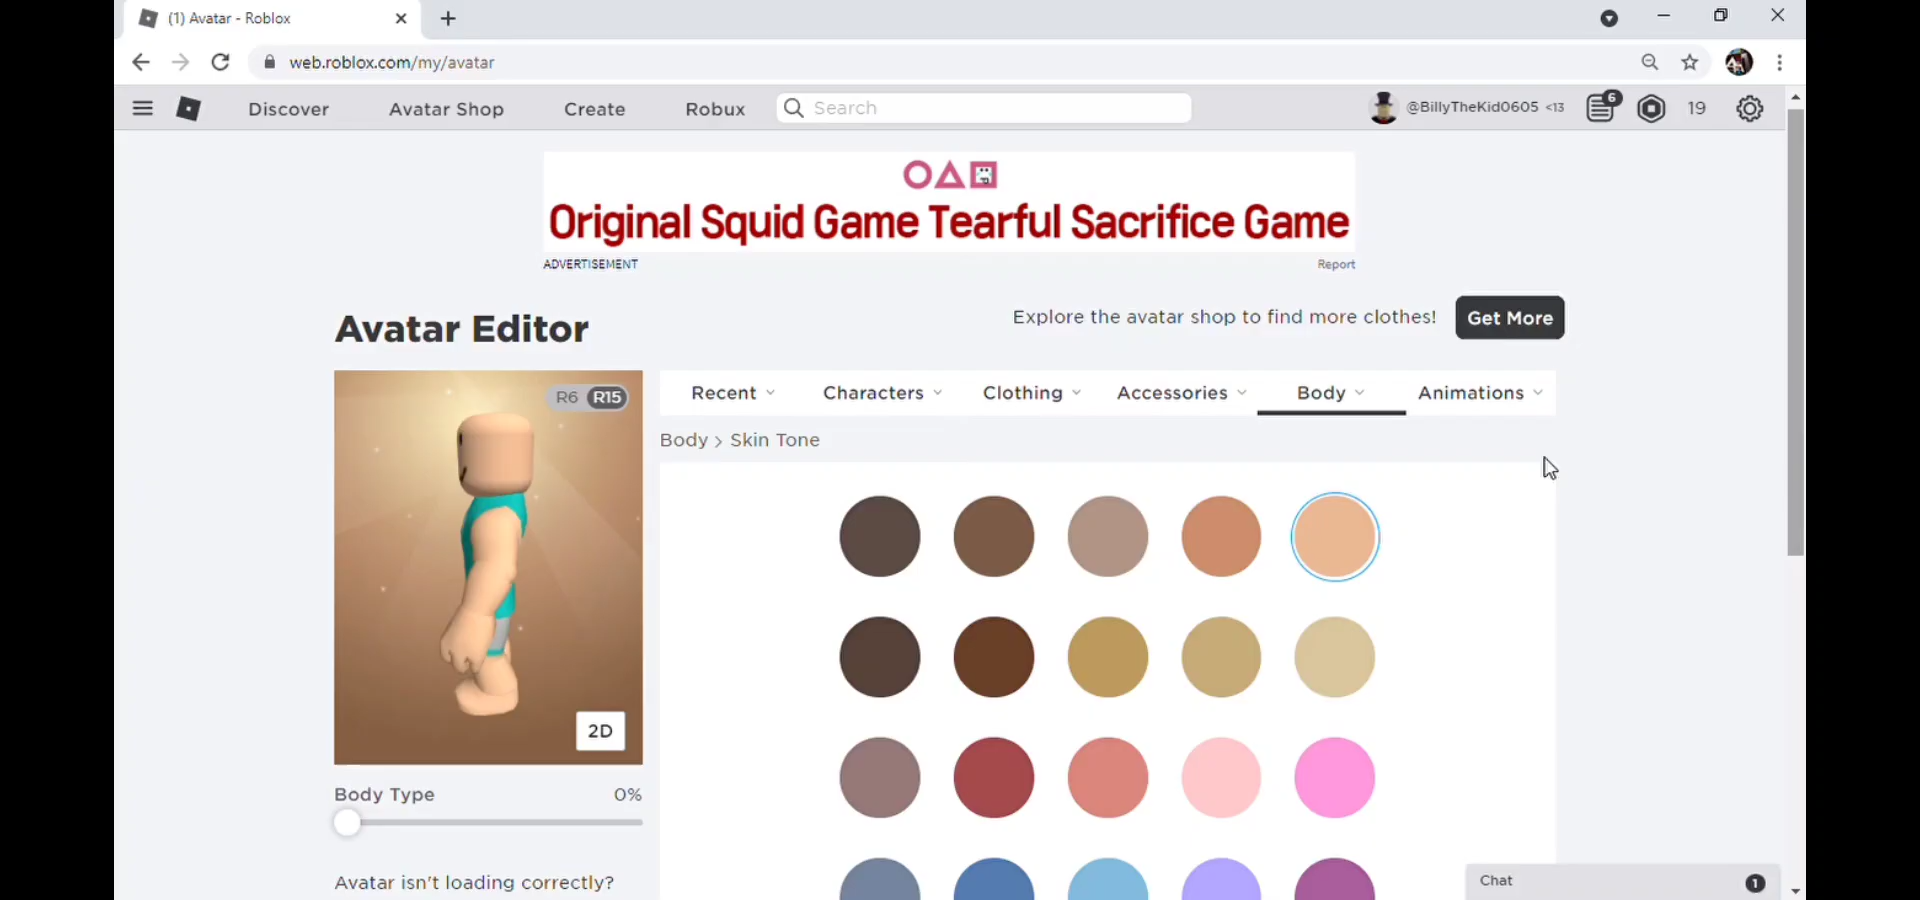 (1) Avatar - Roblox
web.roblox.com/my/avatar
Discover
Avatar Shop
Create
Robux
Search
@BillyTheKid0605 <13
6
19
Original Squid Game Tearful Sacrifice Game
ADVERTISEMENT
Report
Avatar Editor
Explore the avatar shop to find more clothes!
Get More
R6 R15
Recent
Characters
Clothing
Accessories
Body
Animations
Body > Skin Tone
2D
Body Type
0%
Avatar isn't loading correctly?
Chat
1